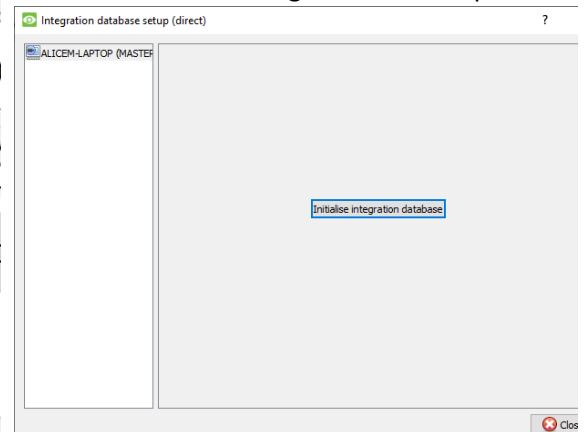 Integration database setup (direct) ?
ALICEM-LAPTOP (MASTER
Initialise integration database
Clos